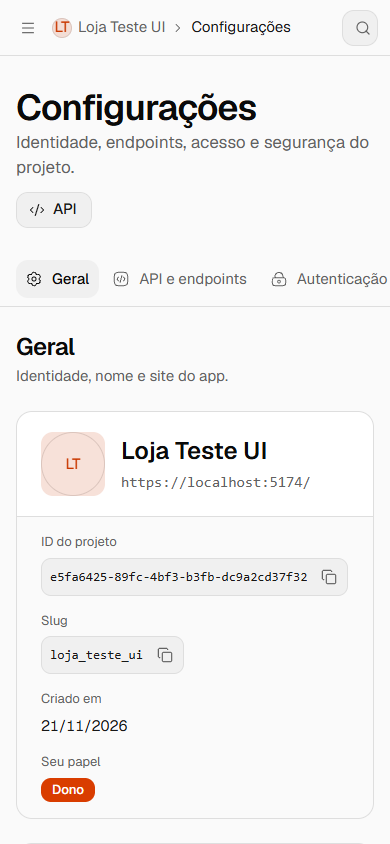 LT Loja Teste UI > Configurações
Configurações
Identidade, endpoints, acesso e segurança do
projeto.
</> API
Geral API e endpoints Autenticação
Geral
Identidade, nome e site do app.
LT
Loja Teste UI
https://localhost:5174/
ID do projeto
e5fa6425-89fc-4bf3-b3fb-dc9a2cd37f32
Slug
loja_teste_ui
Criado em
21/11/2026
Seu papel
Dono